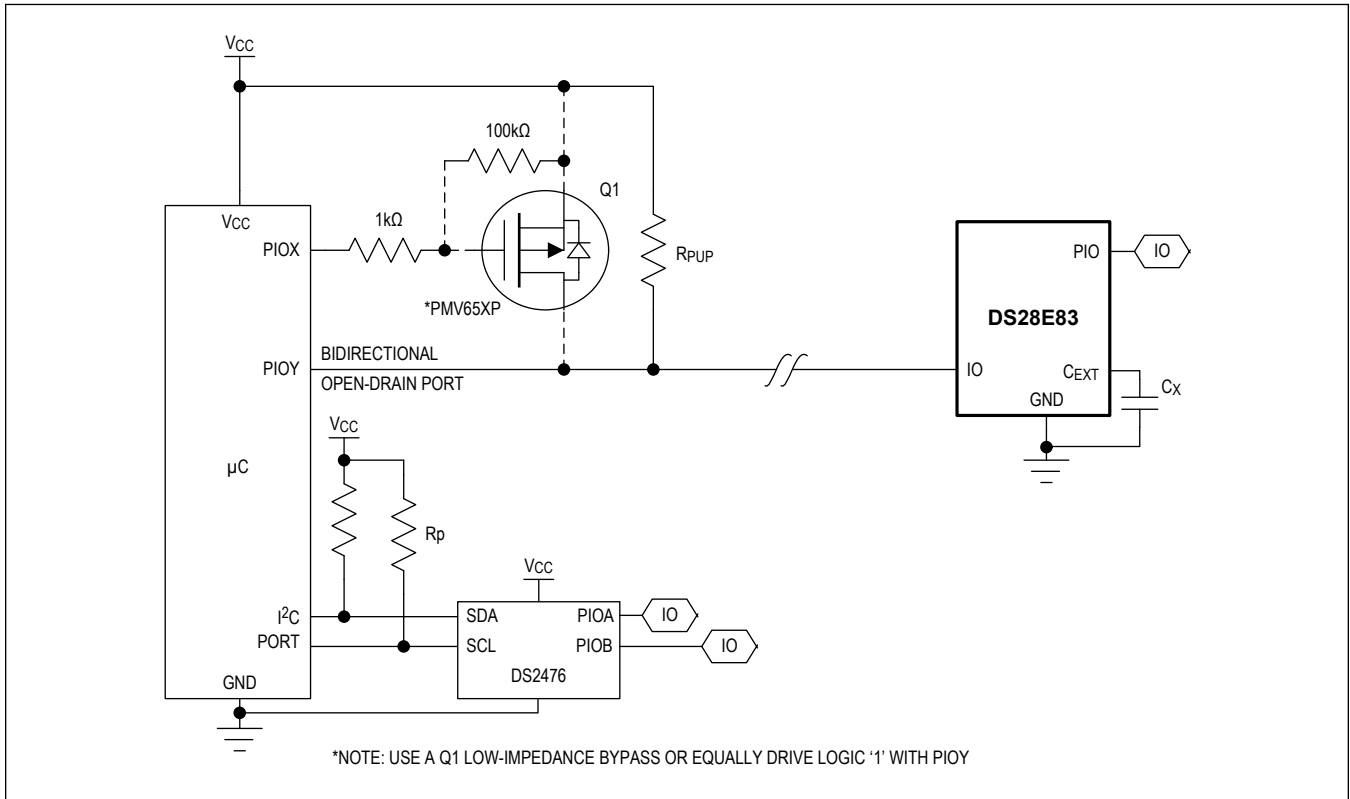 VCC
100kΩ
Q1
VCC
1kΩ
PIOX
RPUP
PIO
IO
*PMV65XP
DS28E83
BIDIRECTIONAL
PIOY
OPEN-DRAIN PORT
IO
CEXT
CX
GND
VCC
µC
Rp
VCC
I2C
SDA
PIOA
IO
PORT
SCL
PIOB
IO
DS2476
GND
*NOTE: USE A Q1 LOW-IMPEDANCE BYPASS OR EQUALLY DRIVE LOGIC ‘1’ WITH PIOY